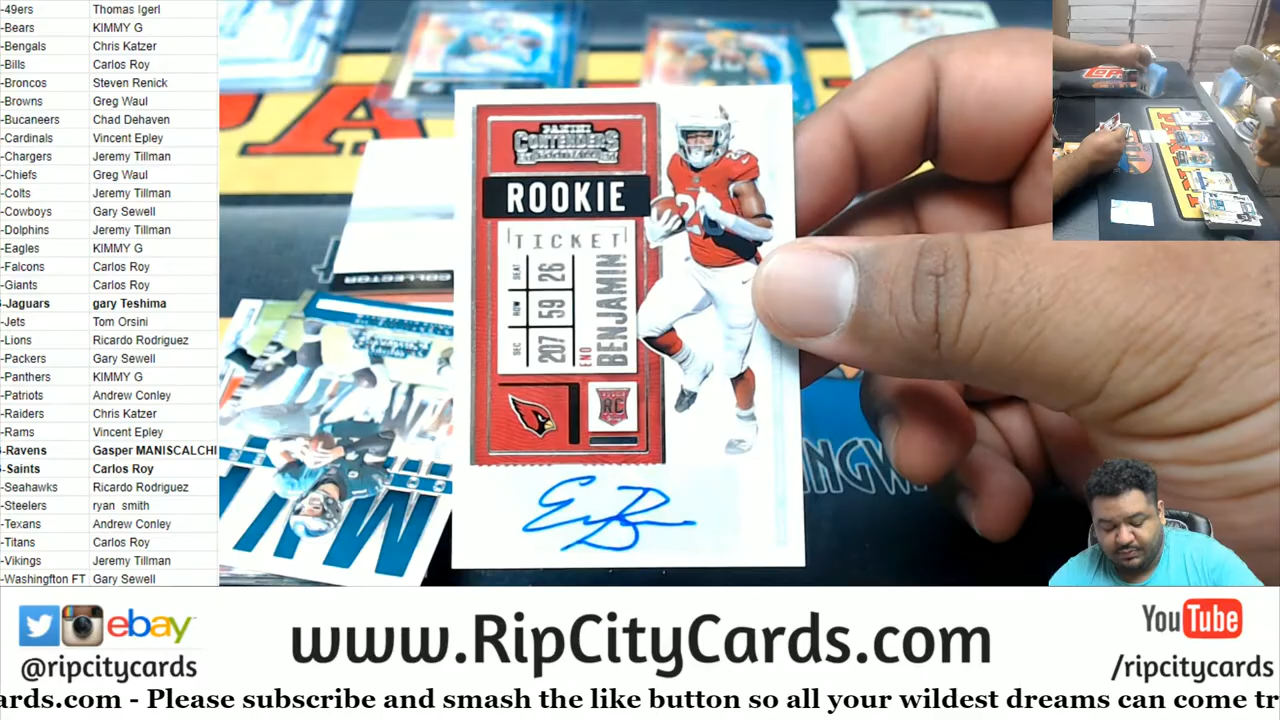 -49ers Thomas Igerl
-Bears KIMMY G
-Bengals Chris Katzer
-Bills Carlos Roy
-Broncos Steven Renick
-Browns Greg Waul
-Bucaneers Chad Dehaven
-Cardinals Vincent Epley
-Chargers Jeremy Tillman
-Chiefs Greg Waul
-Colts Jeremy Tillman
-Cowboys Gary Sewell
-Dolphins Jeremy Tillman
-Eagles KIMMY G
-Falcons Carlos Roy
-Giants Carlos Roy
-Jaguars gary Teshima
-Jets Tom Orsini
-Lions Ricardo Rodriguez
-Packers Gary Sewell
-Panthers KIMMY G
-Patriots Andrew Conley
-Raiders Chris Katzer
-Rams Vincent Epley
-Ravens Gasper MANISCALCHI
-Saints Carlos Roy
-Seahawks Ricardo Rodriguez
-Steelers ryan smith
-Texans Andrew Conley
-Titans Carlos Roy
-Vikings Jeremy Tillman
-Washingfton FT Gary Sewell
PANINI
CONTENDERS
ROOKIE
TICKET
SEAT 26
ROW 59
SEC 207
ENO
BENJAMIN
RC
COLLECTOR
ebay
@ripcitycards
www.RipCityCards.com
YouTube
/ripcitycards
ards.com - Please subscribe and smash the like button so all your wildest dreams can come tr